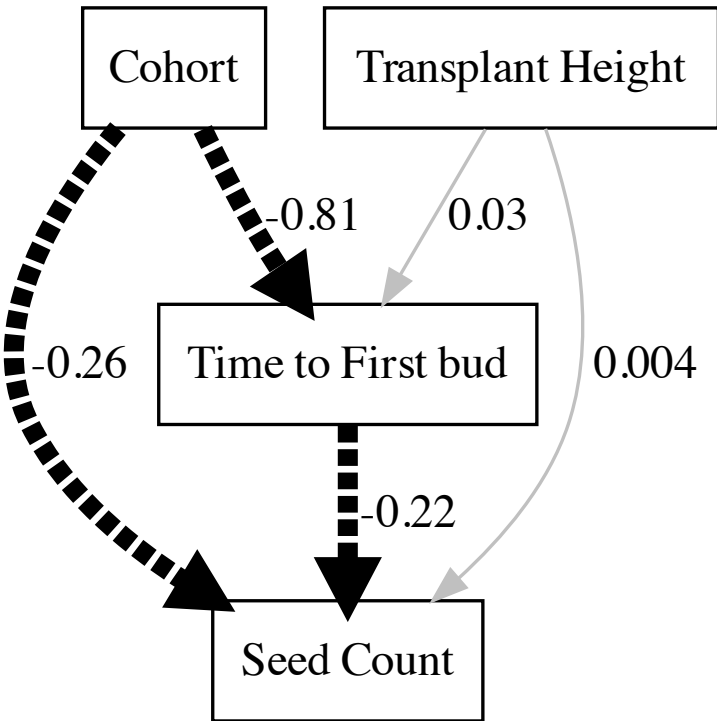 Cohort
Transplant Height
-0.81
0.03
Time to First bud
-0.26
0.004
-0.22
Seed Count